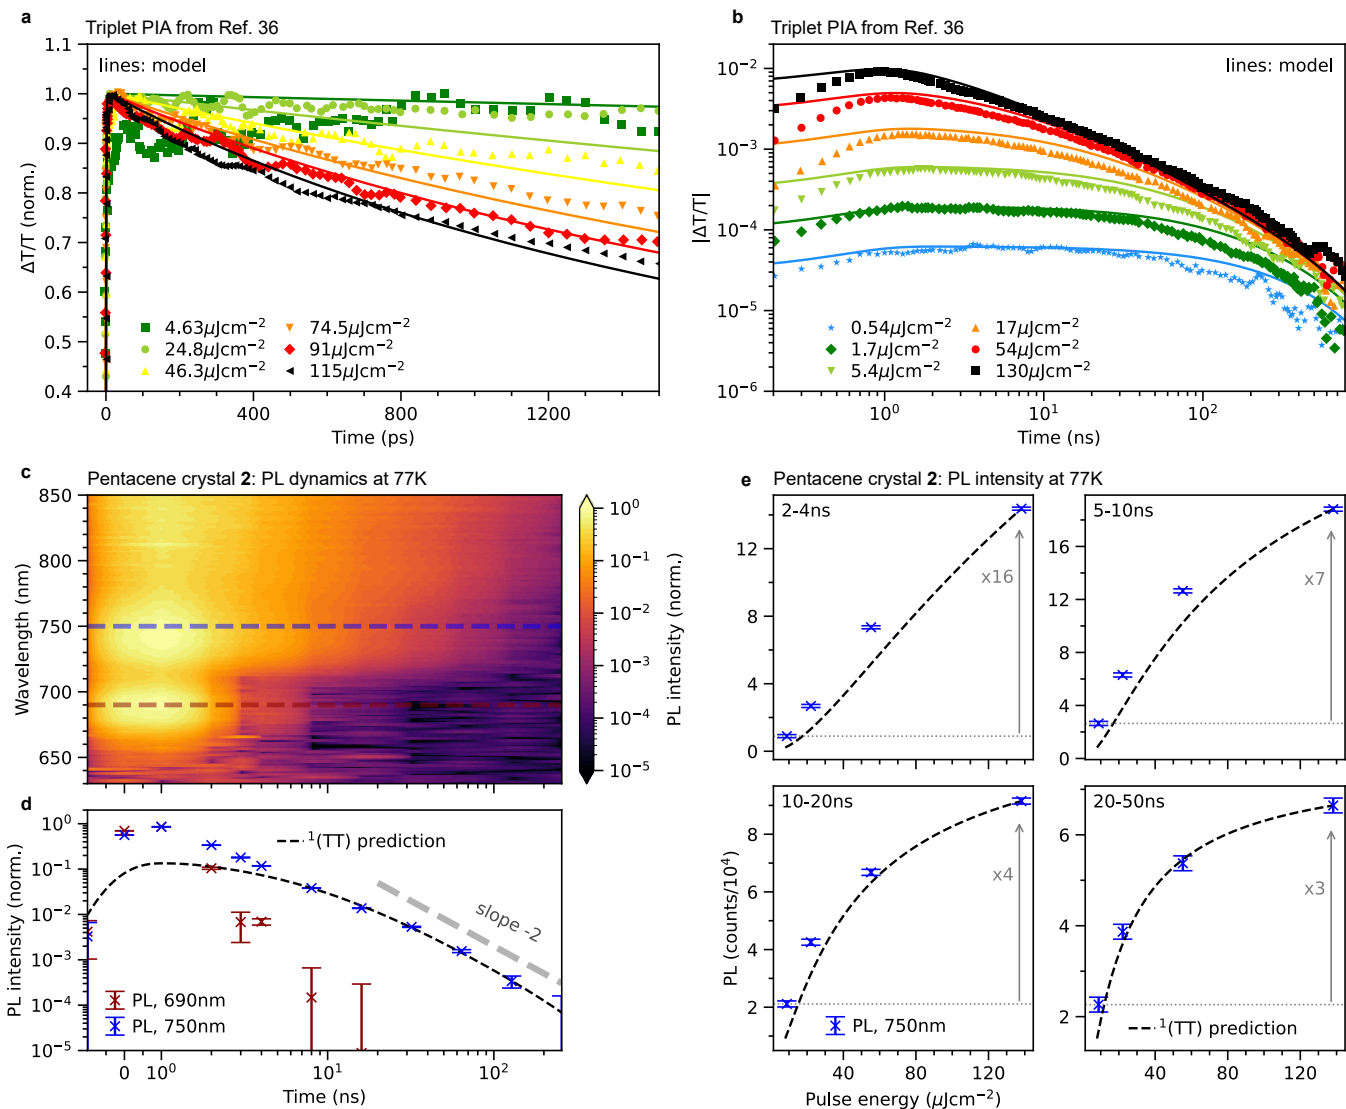 a
Triplet PIA from Ref. 36
lines: model
ΔT/T (norm.)
1.1
1.0
0.9
0.8
0.7
0.6
0.5
0.4
4.63μJcm⁻²
24.8μJcm⁻²
46.3μJcm⁻²
74.5μJcm⁻²
91μJcm⁻²
115μJcm⁻²
0 400 800 1200
Time (ps)
b
Triplet PIA from Ref. 36
lines: model
|ΔT/T|
10⁻²
10⁻³
10⁻⁴
10⁻⁵
10⁻⁶
0.54μJcm⁻²
1.7μJcm⁻²
5.4μJcm⁻²
17μJcm⁻²
54μJcm⁻²
130μJcm⁻²
10⁰ 10¹ 10²
Time (ns)
c
Pentacene crystal 2: PL dynamics at 77K
Wavelength (nm)
850
800
750
700
650
10⁰
10⁻¹
10⁻²
10⁻³
10⁻⁴
10⁻⁵
PL intensity (norm.)
d
PL intensity (norm.)
10⁰
10⁻¹
10⁻²
10⁻³
10⁻⁴
10⁻⁵
¹(TT) prediction
slope -2
PL, 690nm
PL, 750nm
0 10⁰ 10¹ 10²
Time (ns)
e
Pentacene crystal 2: PL intensity at 77K
2-4ns
12
8
4
0
x16
5-10ns
16
12
8
4
0
x7
10-20ns
8
6
4
2
x4
PL, 750nm
40 80 120
20-50ns
6
4
2
x3
¹(TT) prediction
40 80 120
PL (counts/10⁴)
Pulse energy (μJcm⁻²)